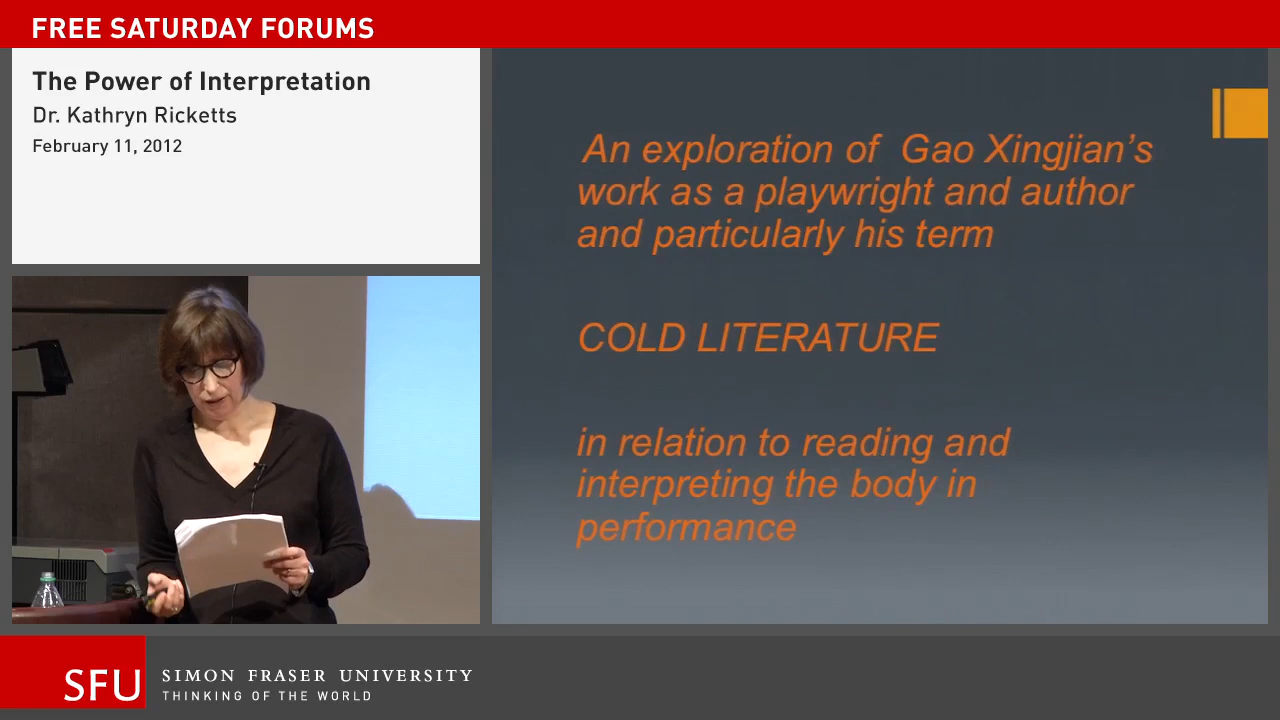 FREE SATURDAY FORUMS
The Power of Interpretation
Dr. Kathryn Ricketts
February 11, 2012
An exploration of Gao Xingjian's
work as a playwright and author
and particularly his term
COLD LITERATURE
in relation to reading and
interpreting the body in
performance
SFU
SIMON FRASER UNIVERSITY
THINKING OF THE WORLD